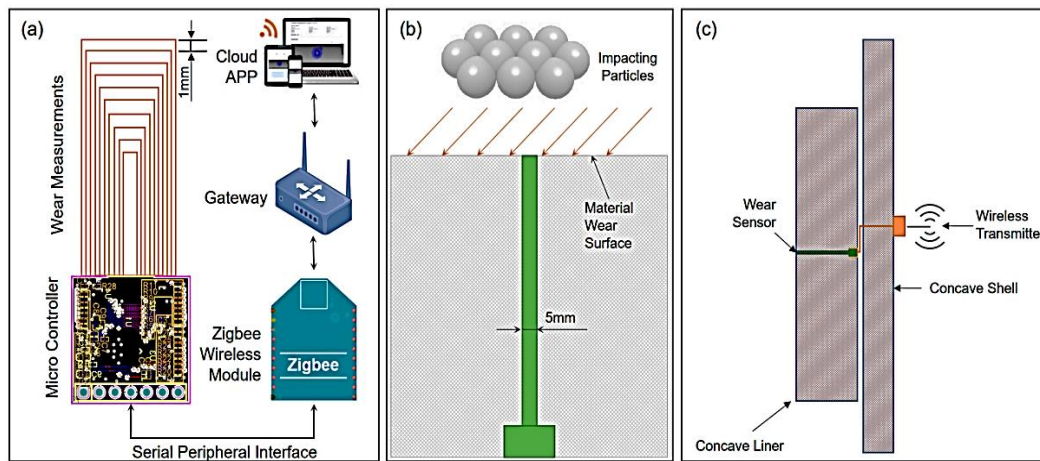 (a)
Wear Measurements
1mm
Cloud
APP
Gateway
Micro Controller
Zigbee
Wireless
Module
Zigbee
Serial Peripheral Interface
(b)
Impacting
Particles
Material
Wear
Surface
5mm
(c)
Wear
Sensor
Wireless
Transmitte
Concave Shell
Concave Liner